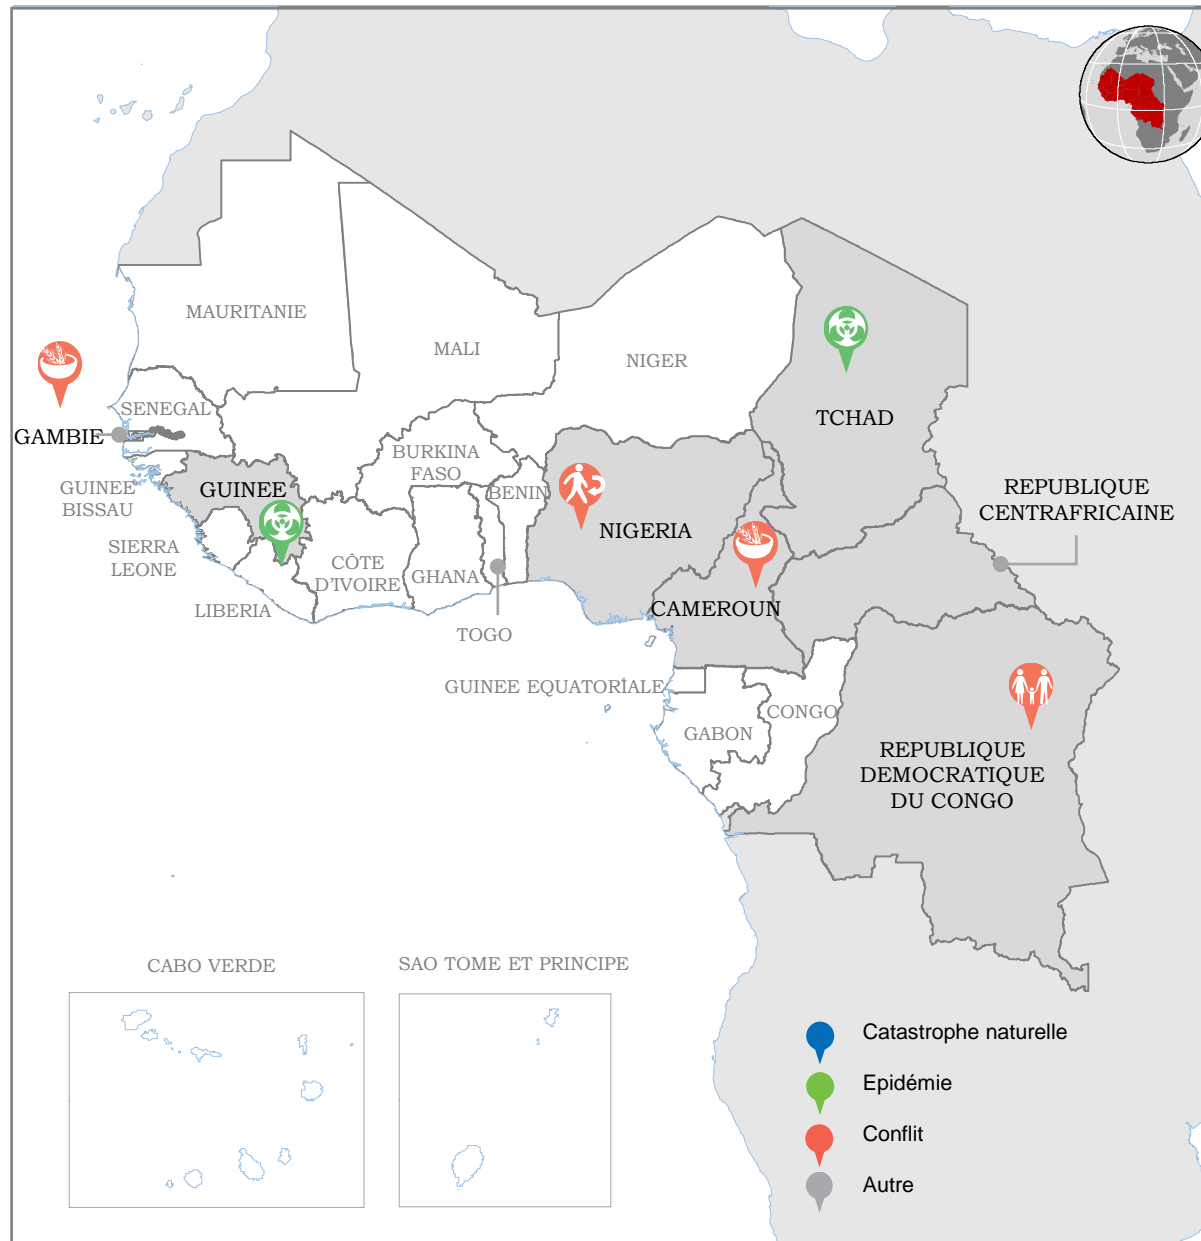 MAURITANIE
MALI
NIGER
TCHAD
SENEGAL
GAMBIE
BURKINA
FASO
BENIN
GUINEE
GUINEE
BISSAU
REPUBLIQUE
CENTRAFRICAINE
NIGERIA
SIERRA
LEONE
CÔTE
D'IVOIRE
GHANA
LIBERIA
CAMEROUN
TOGO
GUINEE EQUATORIALE
CONGO
GABON
REPUBLIQUE
DEMOCRATIQUE
DU CONGO
CABO VERDE
SAO TOME ET PRINCIPE
Catastrophe naturelle
Epidémie
Conflit
Autre